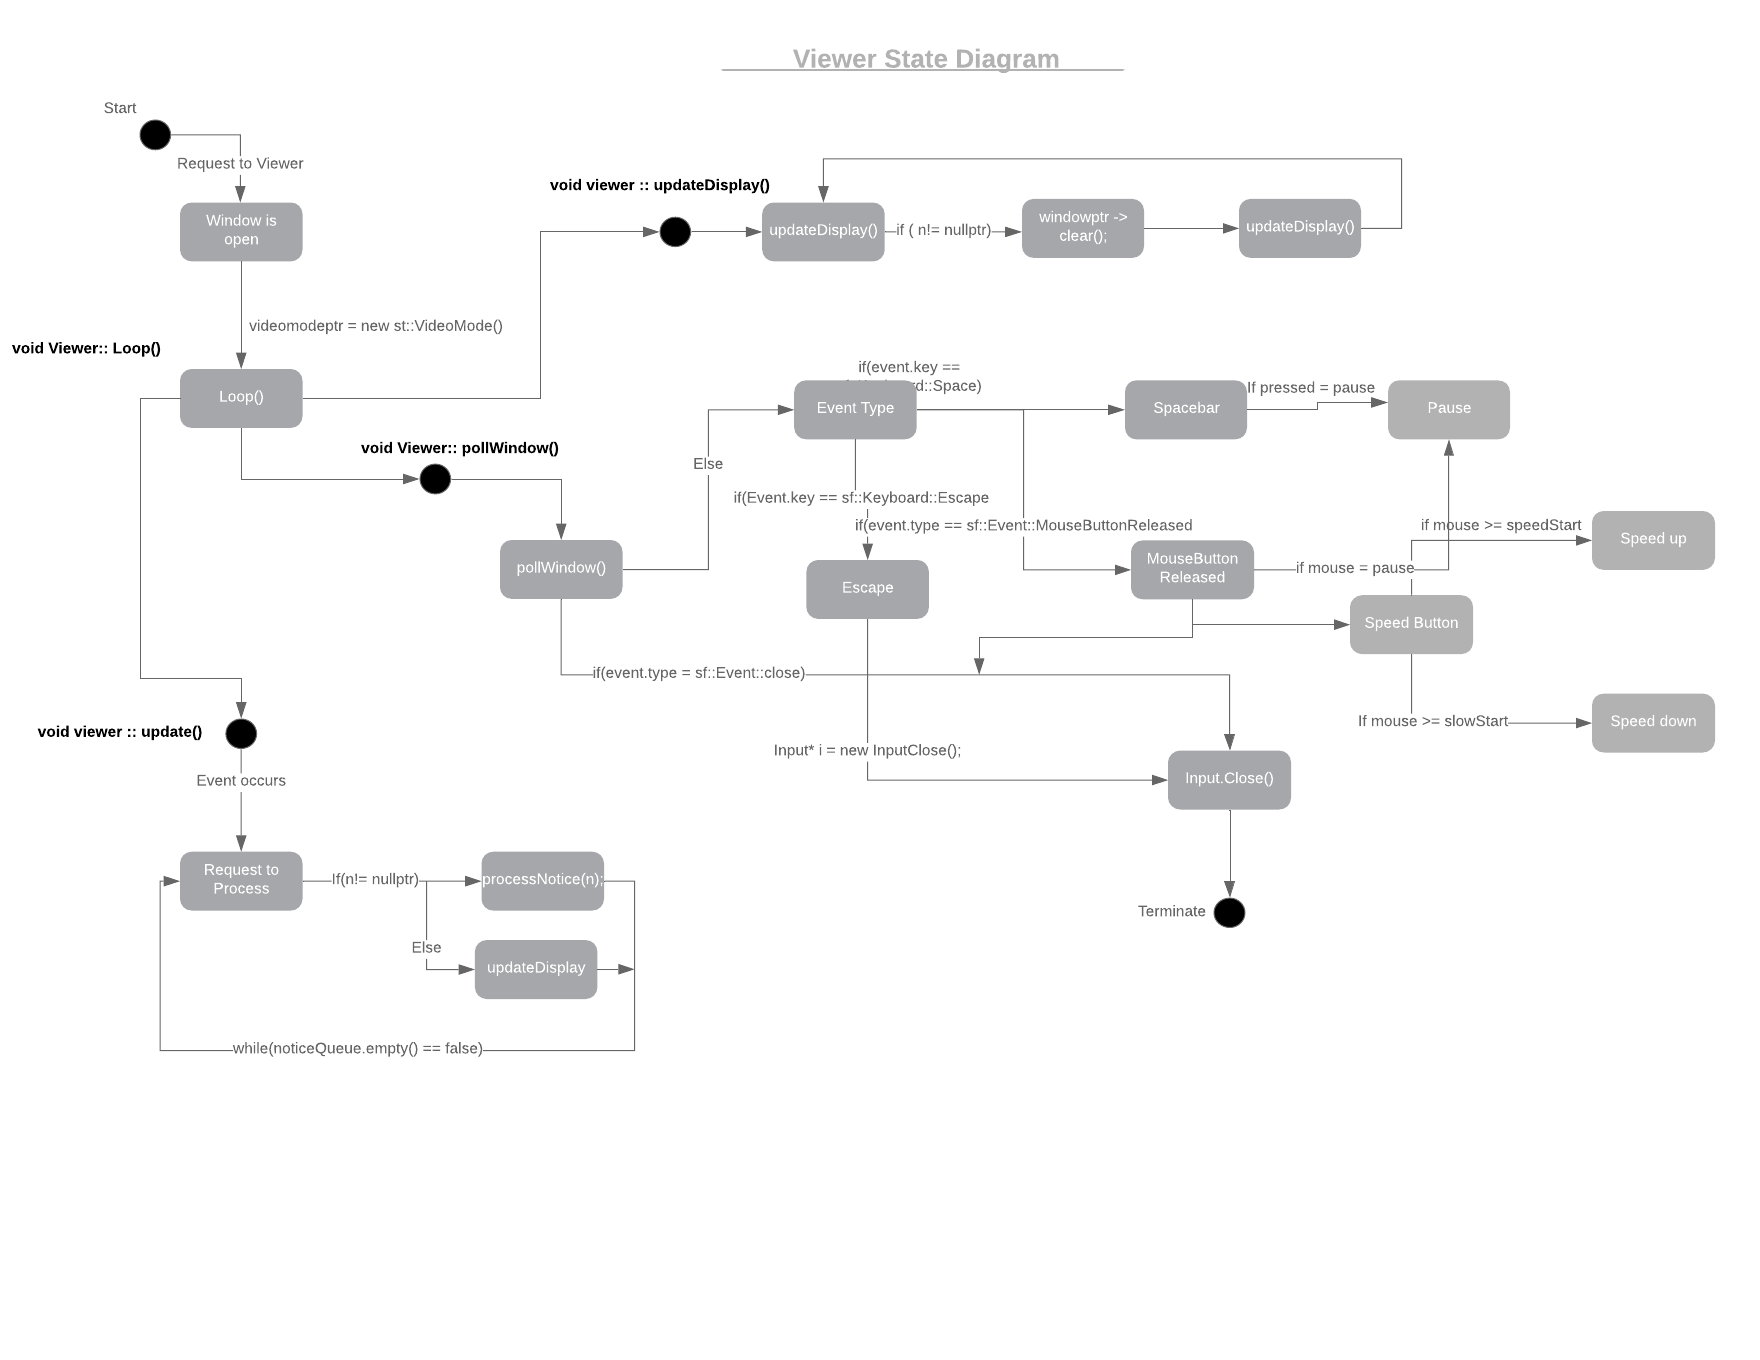 Viewer State Diagram
Start
Request to Viewer
Window is
open
void viewer :: updateDisplay()
updateDisplay()
if ( n!= nullptr)
windowptr ->
clear();
updateDisplay()
videomodeptr = new st::VideoMode()
void Viewer:: Loop()
Loop()
if(event.key ==
Space)
Event Type
Spacebar
If pressed = pause
Pause
void Viewer:: pollWindow()
Else
if(Event.key == sf::Keyboard::Escape
if(event.type == sf::Event::MouseButtonReleased
if mouse >= speedStart
Speed up
pollWindow()
Escape
MouseButton
Released
if mouse = pause
Speed Button
if(event.type = sf::Event::close)
If mouse >= slowStart
Speed down
void viewer :: update()
Event occurs
Input* i = new InputClose();
Input.Close()
Request to
Process
If(n!= nullptr)
processNotice(n);
Terminate
Else
updateDisplay
while(noticeQueue.empty() == false)